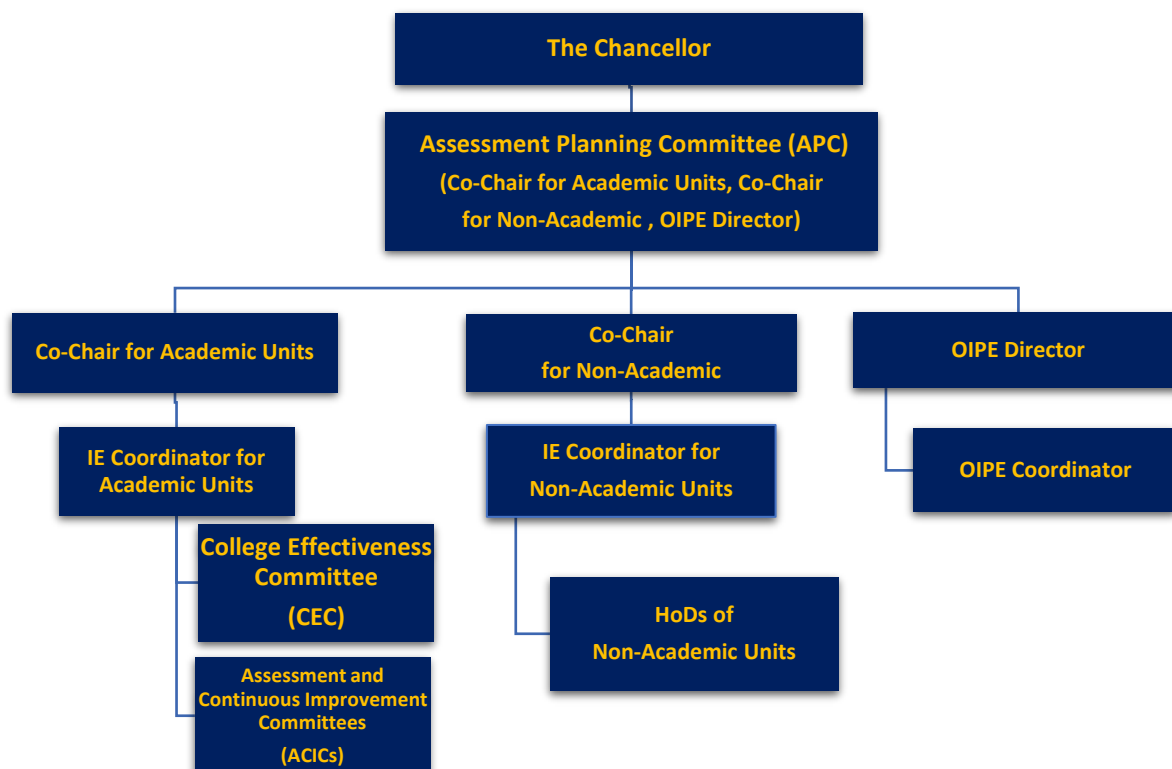 The Chancellor
Assessment Planning Committee (APC)
(Co-Chair for Academic Units, Co-Chair
for Non-Academic , OIPE Director)
Co-Chair for Academic Units
Co-Chair
for Non-Academic
OIPE Director
IE Coordinator for
Academic Units
IE Coordinator for
Non-Academic Units
OIPE Coordinator
College Effectiveness
Committee
(CEC)
HoDs of
Non-Academic Units
Assessment and
Continuous Improvement
Committees
(ACICs)